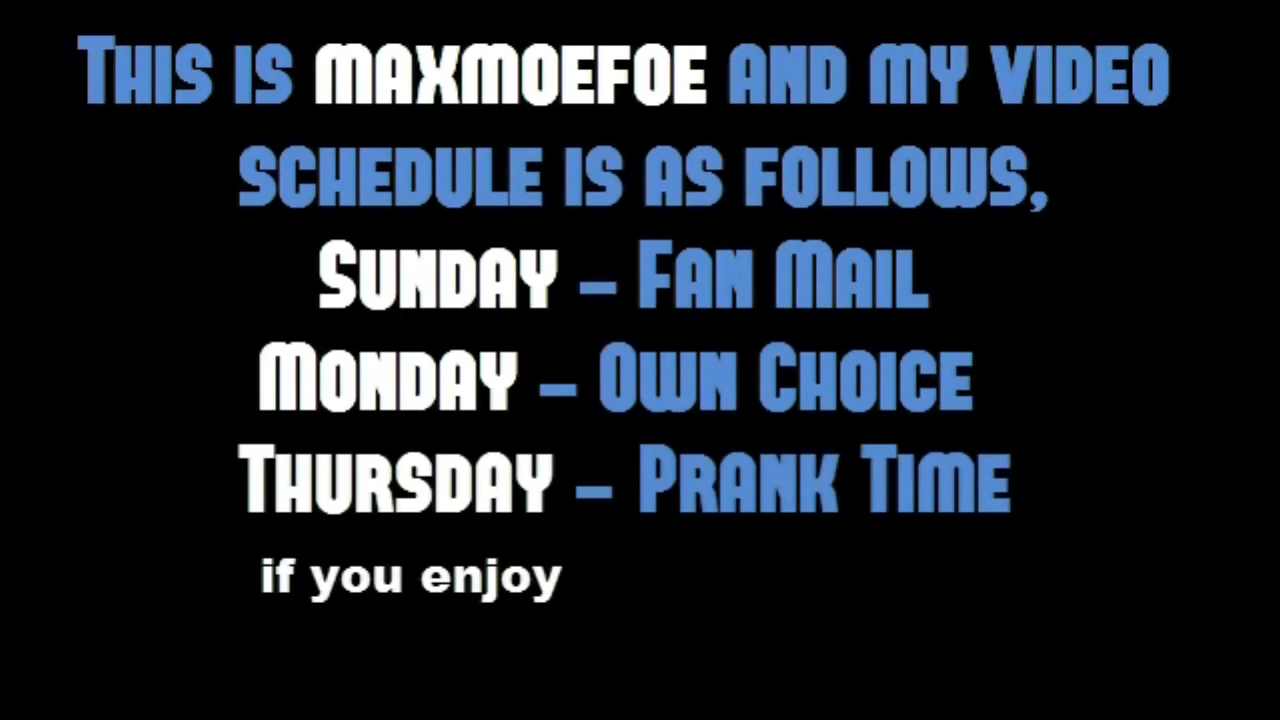 This is maxmoefoe and my video
schedule is as follows,
Sunday - Fan Mail
Monday - Own Choice
Thursday - Prank Time
if you enjoy